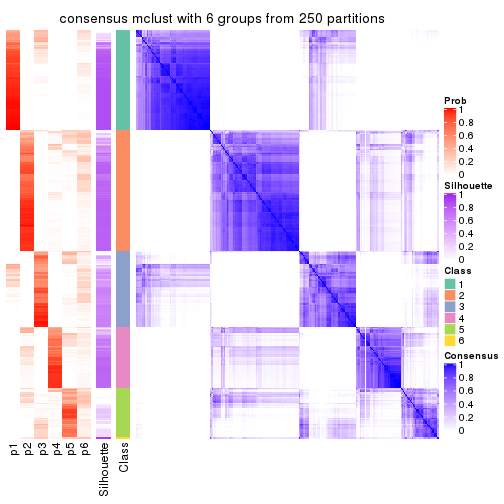 consensus mclust with 6 groups from 250 partitions
Prob
1
0.8
0.6
0.4
0.2
0
Silhouette
1
0.8
0.6
0.4
0.2
0
Class
1
2
3
4
5
6
Consensus
1
0.8
0.6
0.4
0.2
0
p1
p2
p3
p4
p5
p6
Silhouette
Class